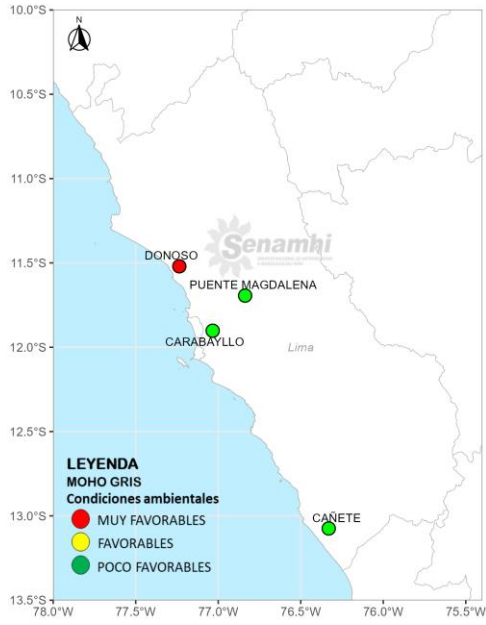 10.0°S
N
10.5°S
11.0°S
Senamhi
DONOSO
11.5°S
PUENTE MAGDALENA
12.0°S
CARABAYLLO
Lima
12.5°S
LEYENDA
MOHO GRIS
Condiciones ambientales
MUY FAVORABLES
FAVORABLES
POCO FAVORABLES
CAÑETE
13.0°S
13.5°S
78.0°W 77.5°W 77.0°W 76.5°W 76.0°W 75.5°W